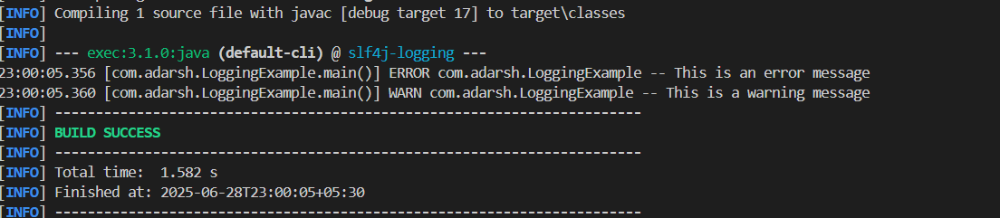 [INFO] Compiling 1 source file with javac [debug target 17] to target\classes
[INFO]
[INFO] --- exec:3.1.0:java (default-cli) @ slf4j-logging ---
23:00:05.356 [com.adarsh.LoggingExample.main()] ERROR com.adarsh.LoggingExample -- This is an error message
23:00:05.360 [com.adarsh.LoggingExample.main()] WARN com.adarsh.LoggingExample -- This is a warning message
[INFO] ------------------------------------------------------------------------
[INFO] BUILD SUCCESS
[INFO] ------------------------------------------------------------------------
[INFO] Total time:  1.582 s
[INFO] Finished at: 2025-06-28T23:00:05+05:30
[INFO] ------------------------------------------------------------------------